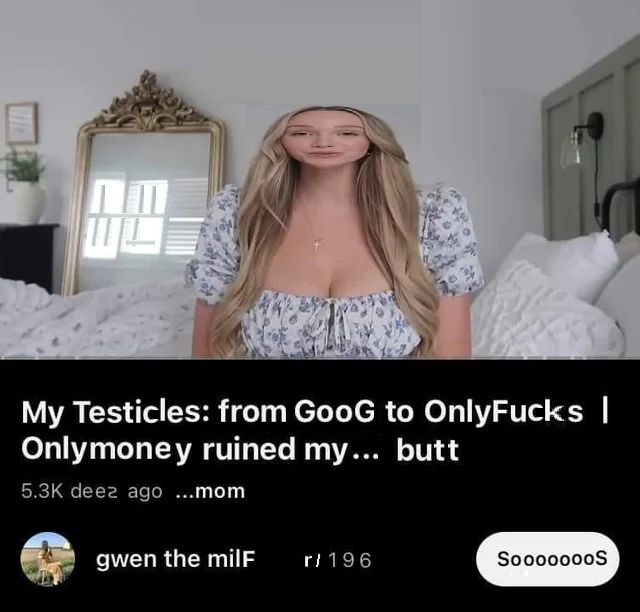 My Testicles: from GooG to OnlyFucks |
Onlymoney ruined my... butt
5.3K deez ago ...mom
gwen the milF r/196 SoooooooS